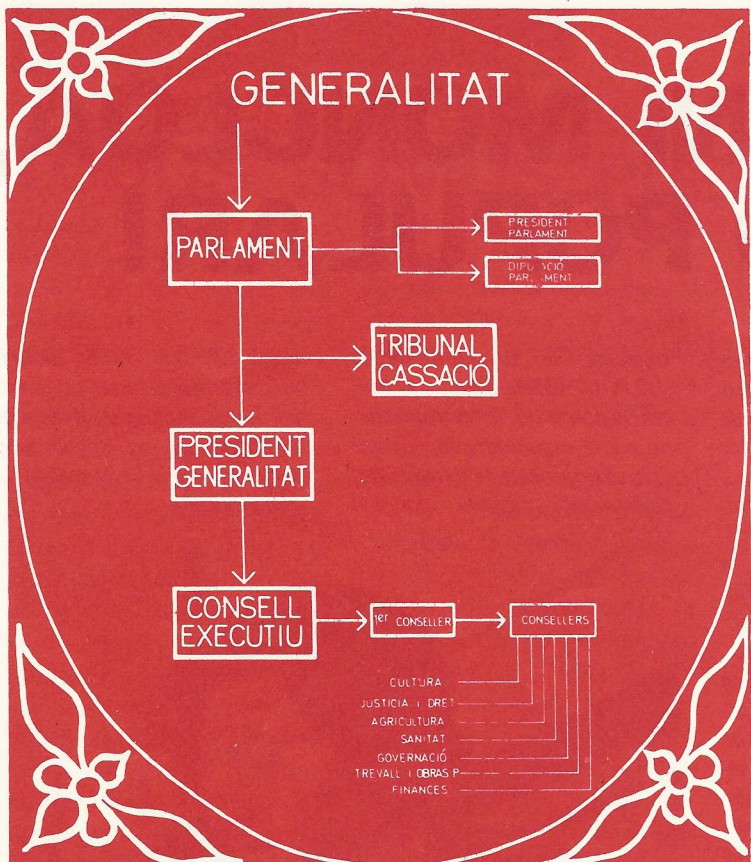 GENERALITAT
PARLAMENT
PRESIDENT
PARLAMENT
PARLAMENT
TRIBUNAL
CASSACIÓ
PRESIDENT
GENERALITAT
CONSELL
EXECUTIU
1er CONSELLER
CONSELLERS
CULTURA
JUSTICIA I DRET
AGRICULTURA
SANITAT
GOVERNACIÓ
TREVALL I OBRAS P
FINANCES